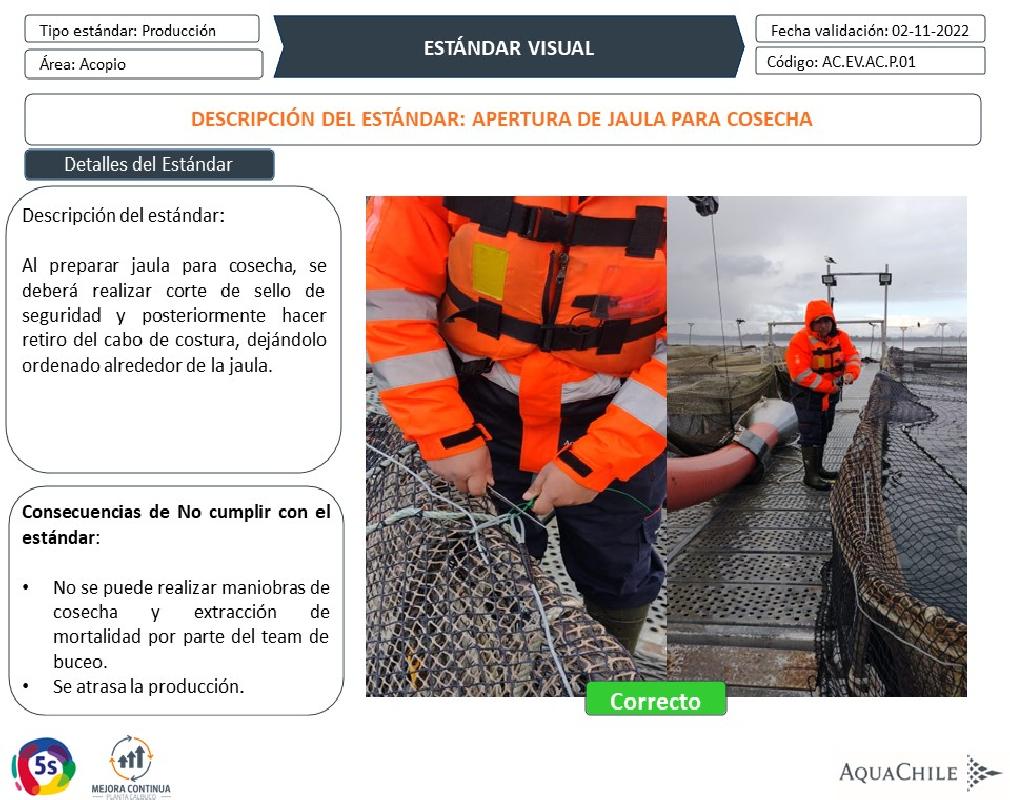 Tipo estándar: Producción
Área: Acopio
ESTÁNDAR VISUAL
Fecha validación: 02-11-2022
Código: AC.EV.AC.P.01
DESCRIPCIÓN DEL ESTÁNDAR: APERTURA DE JAULA PARA COSECHA
Detalles del Estándar
Descripción del estándar:
Al preparar jaula para cosecha, se
deberá realizar corte de sello de
seguridad y posteriormente hacer
retiro del cabo de costura, dejándolo
ordenado alrededor de la jaula.
Consecuencias de No cumplir con el
estándar:
• No se puede realizar maniobras de
cosecha y extracción de
mortalidad por parte del team de
buceo.
• Se atrasa la producción.
Correcto
5s
MEJORA CONTINUA
PLANTA CALBUCO
AQUACHILE